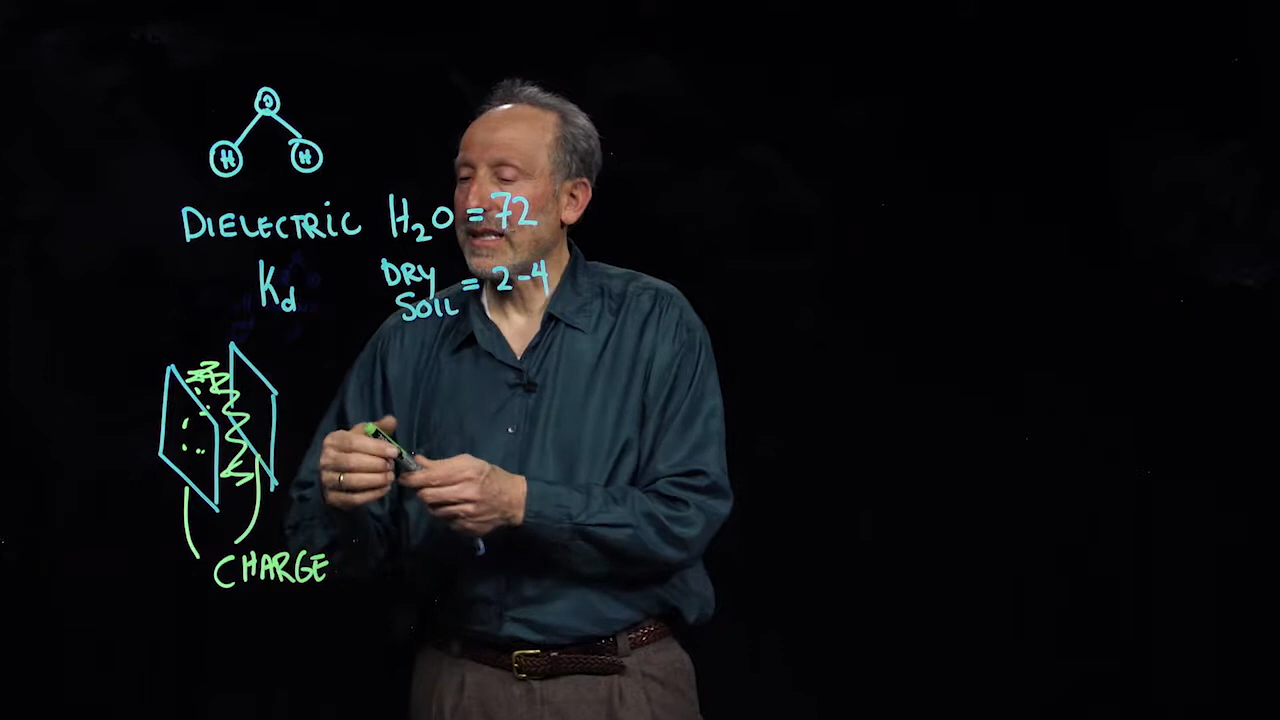 O
H H
DIELECTRIC H₂O = 72
Kd DRY SOIL = 2-4
CHARGE